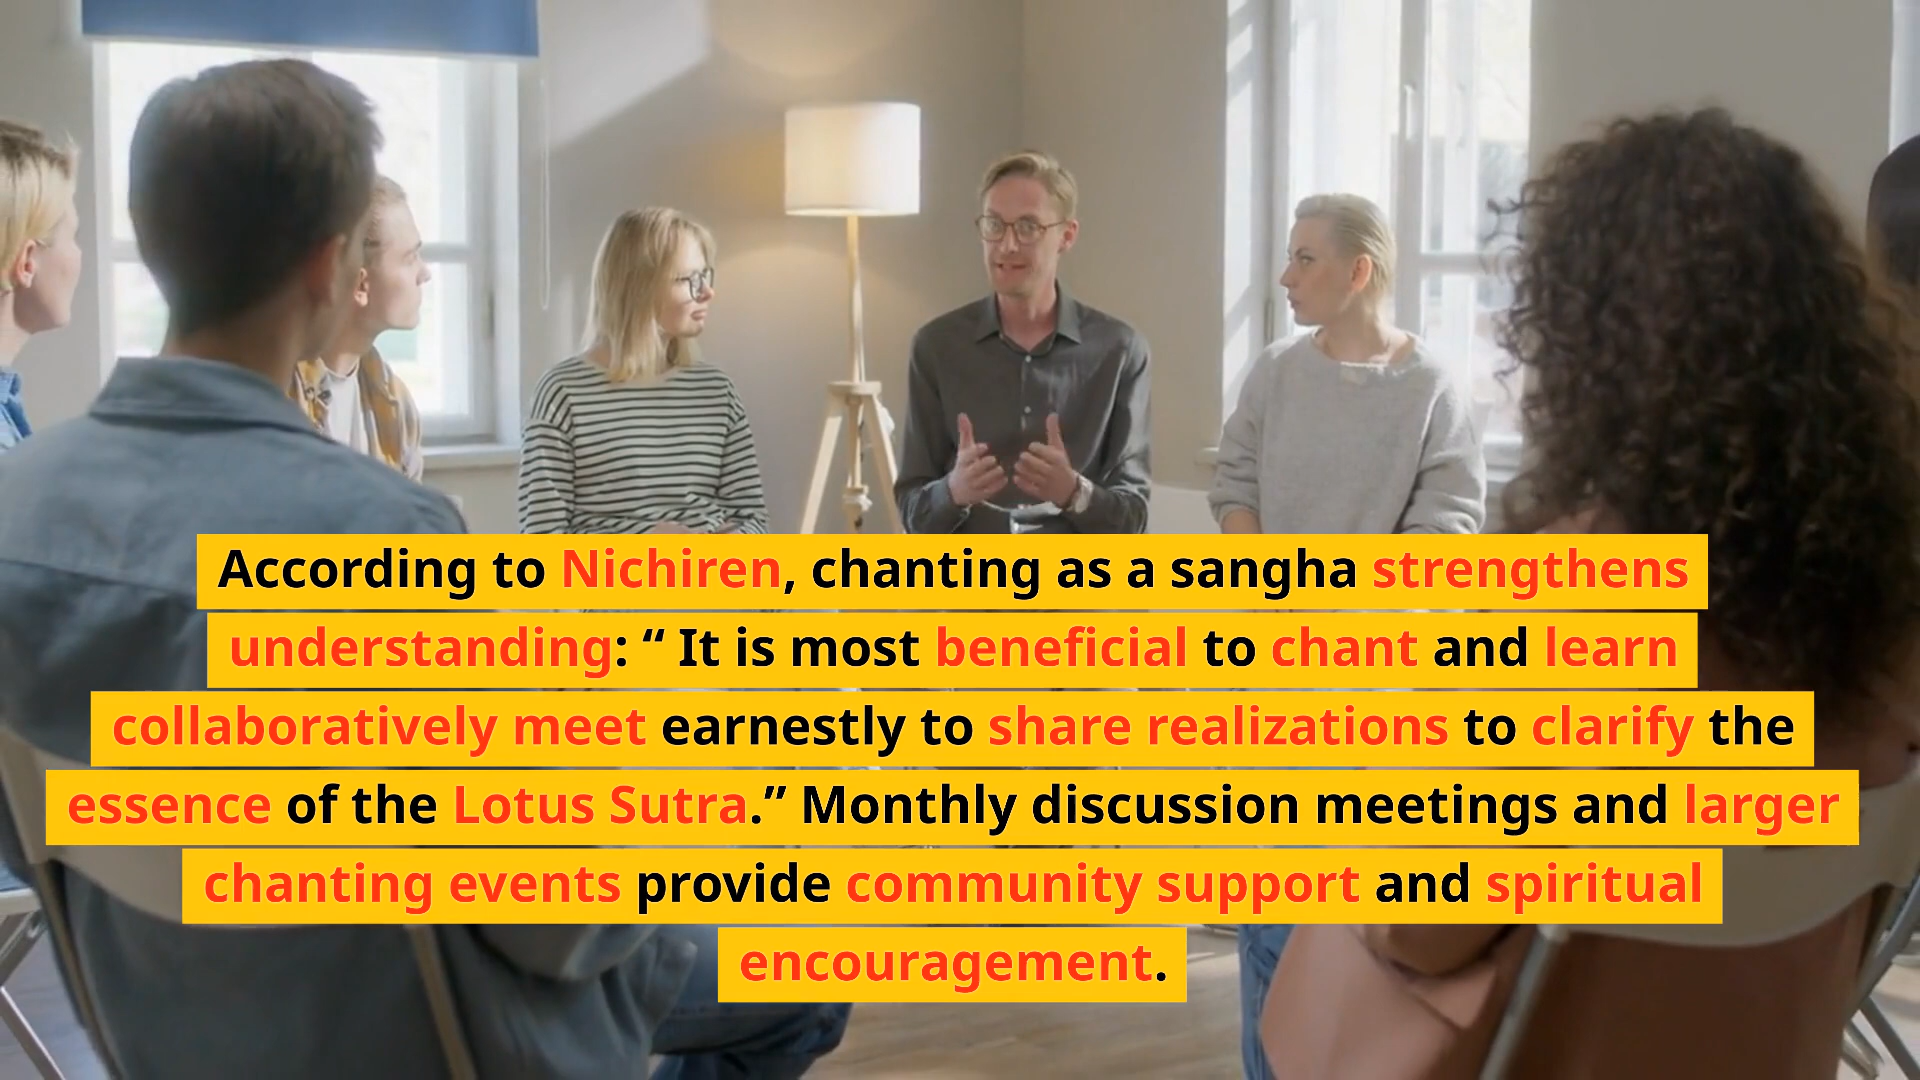 According to Nichiren, chanting as a sangha strengthens
understanding: “ It is most beneficial to chant and learn
collaboratively meet earnestly to share realizations to clarify the
essence of the Lotus Sutra.” Monthly discussion meetings and larger
chanting events provide community support and spiritual
encouragement.